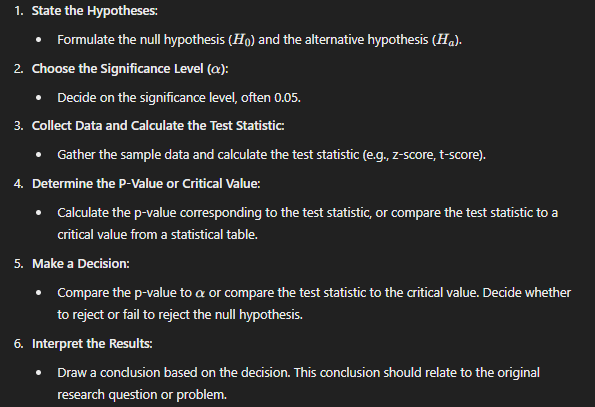 1. State the Hypotheses:
• Formulate the null hypothesis (H₀) and the alternative hypothesis (Hₐ).
2. Choose the Significance Level (α):
• Decide on the significance level, often 0.05.
3. Collect Data and Calculate the Test Statistic:
• Gather the sample data and calculate the test statistic (e.g., z-score, t-score).
4. Determine the P-Value or Critical Value:
• Calculate the p-value corresponding to the test statistic, or compare the test statistic to a
critical value from a statistical table.
5. Make a Decision:
• Compare the p-value to α or compare the test statistic to the critical value. Decide whether
to reject or fail to reject the null hypothesis.
6. Interpret the Results:
• Draw a conclusion based on the decision. This conclusion should relate to the original
research question or problem.